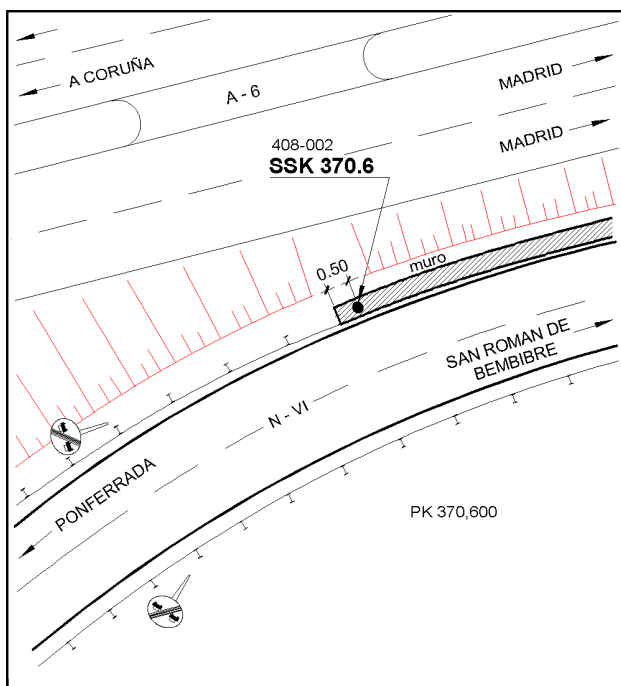 A CORUÑA
A - 6
MADRID
MADRID
408-002
SSK 370.6
0.50
muro
SAN ROMAN DE
BEMBIBRE
N - VI
PONFERRADA
PK 370,600